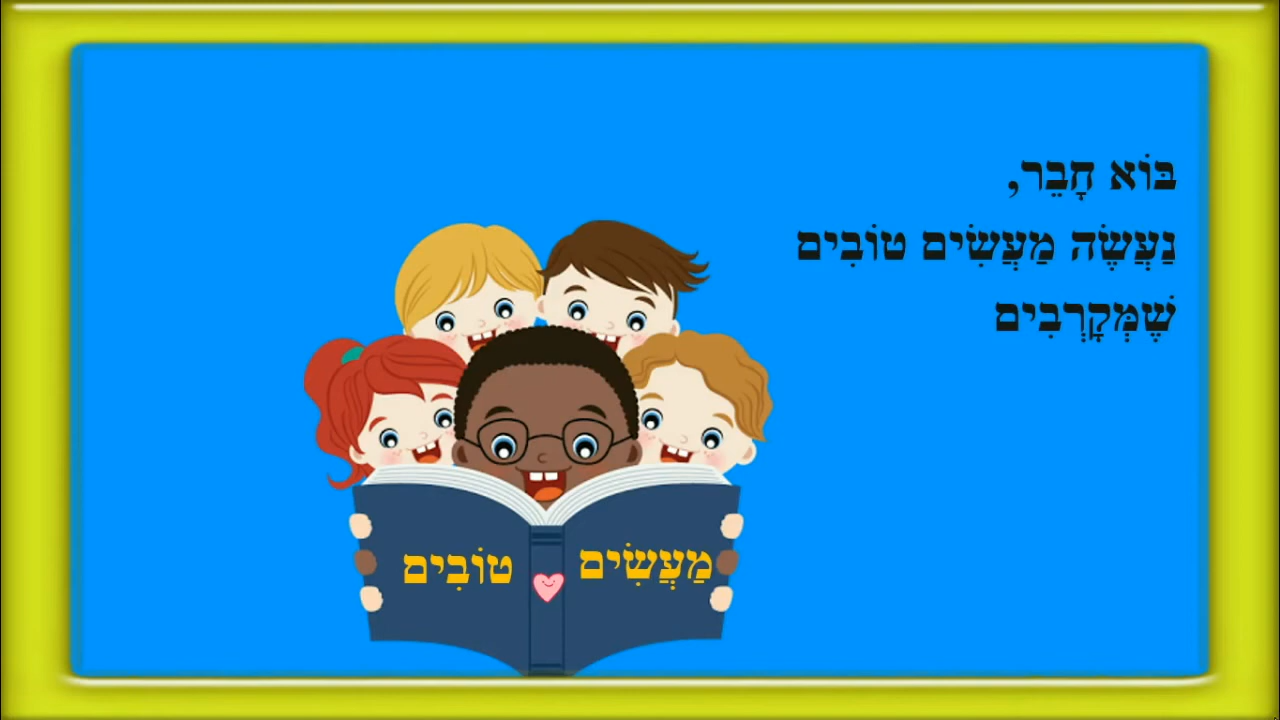 בּוֹא חָבֵר,
נַעֲשֶׂה מַעֲשִׂים טוֹבִים
שֶׁמְּקָרְבִים
מַעֲשִׂים
טוֹבִים